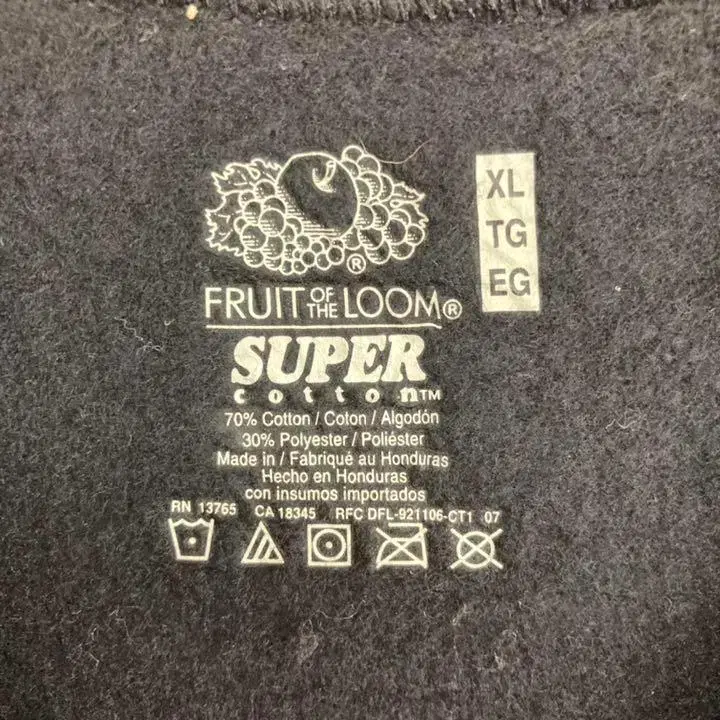 XL
TG
EG
FRUIT OF THE LOOM®
SUPER
cotton™
70% Cotton / Coton / Algodón
30% Polyester / Poliéster
Made in / Fabriqué au Honduras
Hecho en Honduras
con insumos importados
RN 13765 CA 18345 RFC DFL-921106-CT1 07